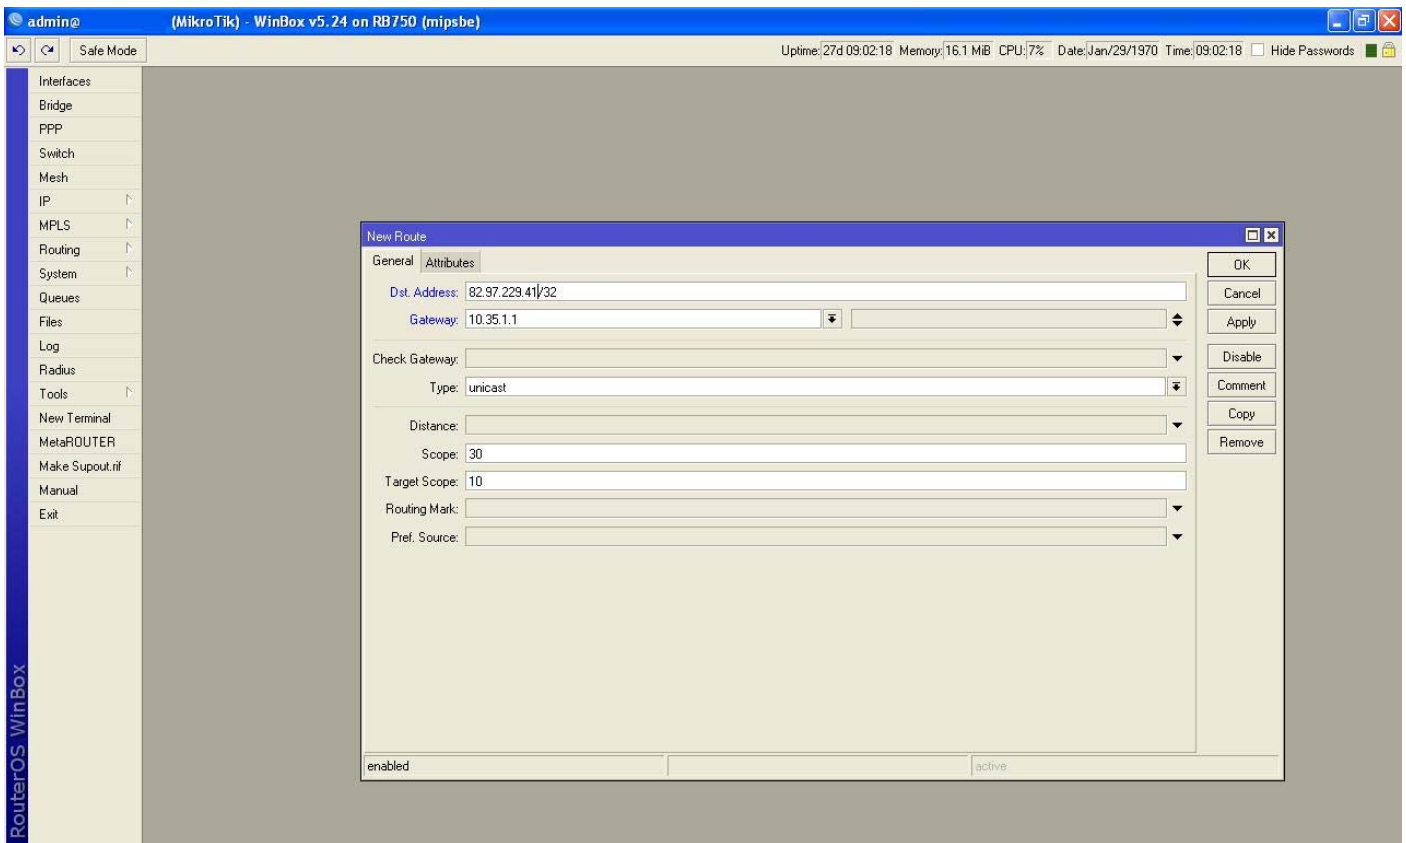 admin@ (MikroTik) - WinBox v5.24 on RB750 (mipsbe)
Safe Mode Uptime: 27d 09:02:18 Memory: 16.1 MiB CPU: 7% Date: Jan/29/1970 Time: 09:02:18 Hide Passwords
Interfaces
Bridge
PPP
Switch
Mesh
IP
MPLS
Routing
System
Queues
Files
Log
Radius
Tools
New Terminal
MetaROUTER
Make Supout.rif
Manual
Exit
RouterOS WinBox
New Route
General Attributes
Dst. Address: 82.97.229.41/32
Gateway: 10.35.1.1
Check Gateway:
Type: unicast
Distance:
Scope: 30
Target Scope: 10
Routing Mark:
Pref. Source:
OK
Cancel
Apply
Disable
Comment
Copy
Remove
enabled active